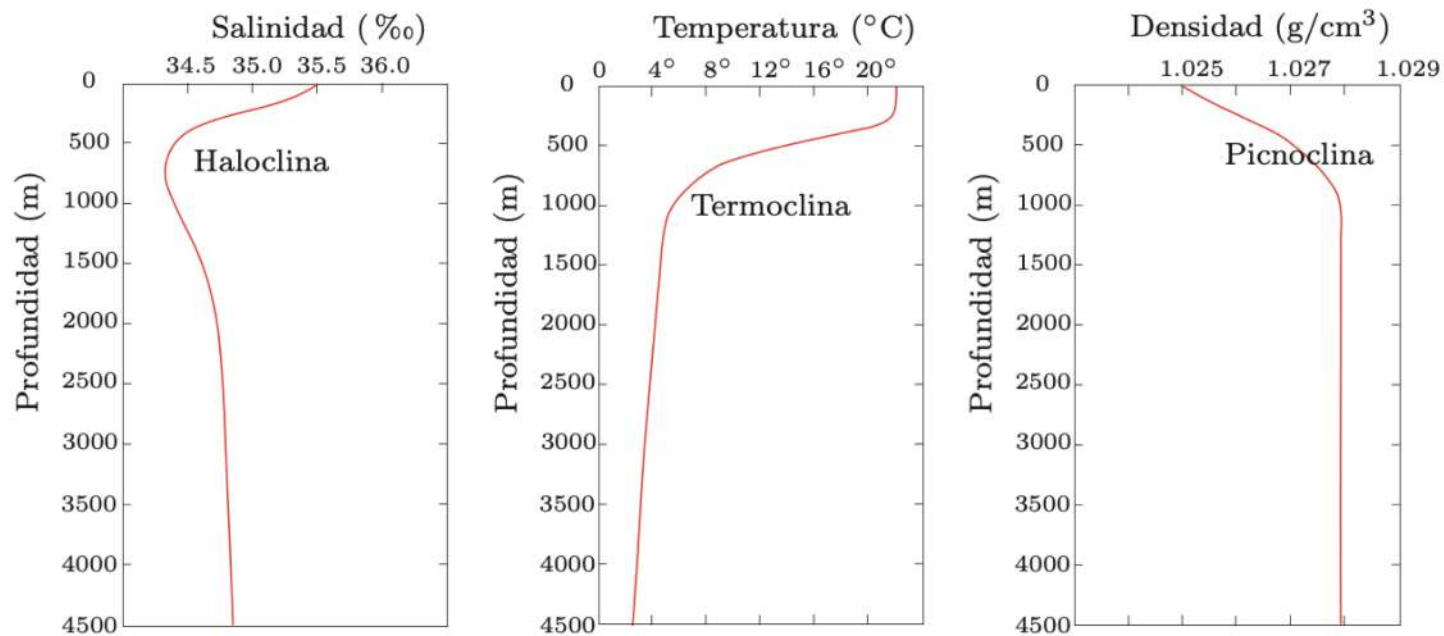 Salinidad (‰)
34.5 35.0 35.5 36.0
0
500
1000
1500
2000
2500
3000
3500
4000
4500
Profundidad (m)
Haloclina
Temperatura (°C)
0 4° 8° 12° 16° 20°
0
500
1000
1500
2000
2500
3000
3500
4000
4500
Profundidad (m)
Termoclina
Densidad (g/cm³)
1.025 1.027 1.029
0
500
1000
1500
2000
2500
3000
3500
4000
4500
Profundidad (m)
Picnoclina